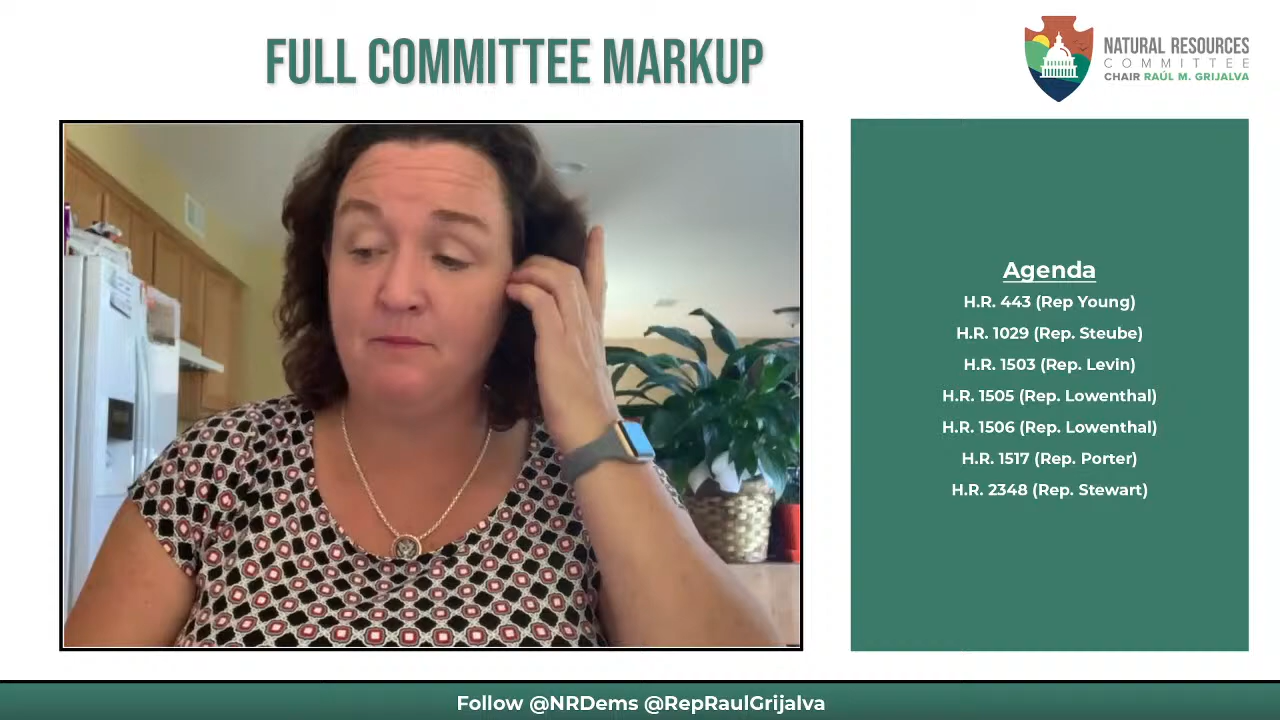 FULL COMMITTEE MARKUP
NATURAL RESOURCES
COMMITTEE
CHAIR RAÚL M. GRIJALVA
Agenda
H.R. 443 (Rep Young)
H.R. 1029 (Rep. Steube)
H.R. 1503 (Rep. Levin)
H.R. 1505 (Rep. Lowenthal)
H.R. 1506 (Rep. Lowenthal)
H.R. 1517 (Rep. Porter)
H.R. 2348 (Rep. Stewart)
Follow @NRDems @RepRaulGrijalva